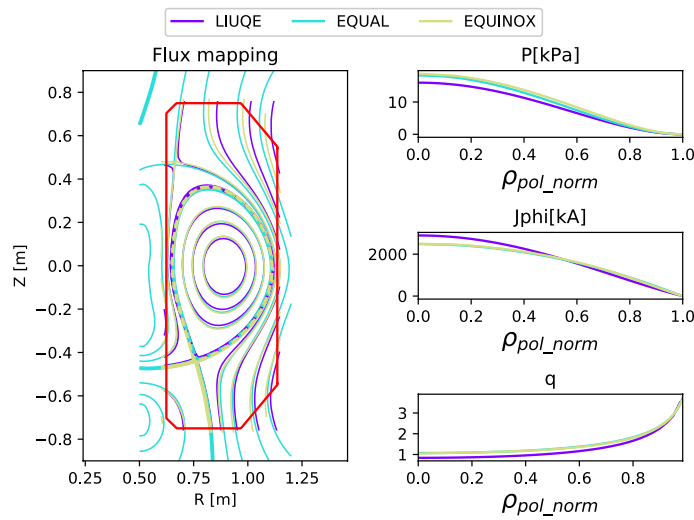 LIUQE EQUAL EQUINOX
Flux mapping
0.8
0.6
0.4
0.2
0.0
−0.2
−0.4
−0.6
−0.8
Z [m]
0.25 0.50 0.75 1.00 1.25
R [m]
P[kPa]
10
0
0.0 0.2 0.4 0.6 0.8 1.0
ρpol_norm
Jphi[kA]
2000
0
0.0 0.2 0.4 0.6 0.8 1.0
ρpol_norm
q
3
2
1
0.0 0.2 0.4 0.6 0.8
ρpol_norm